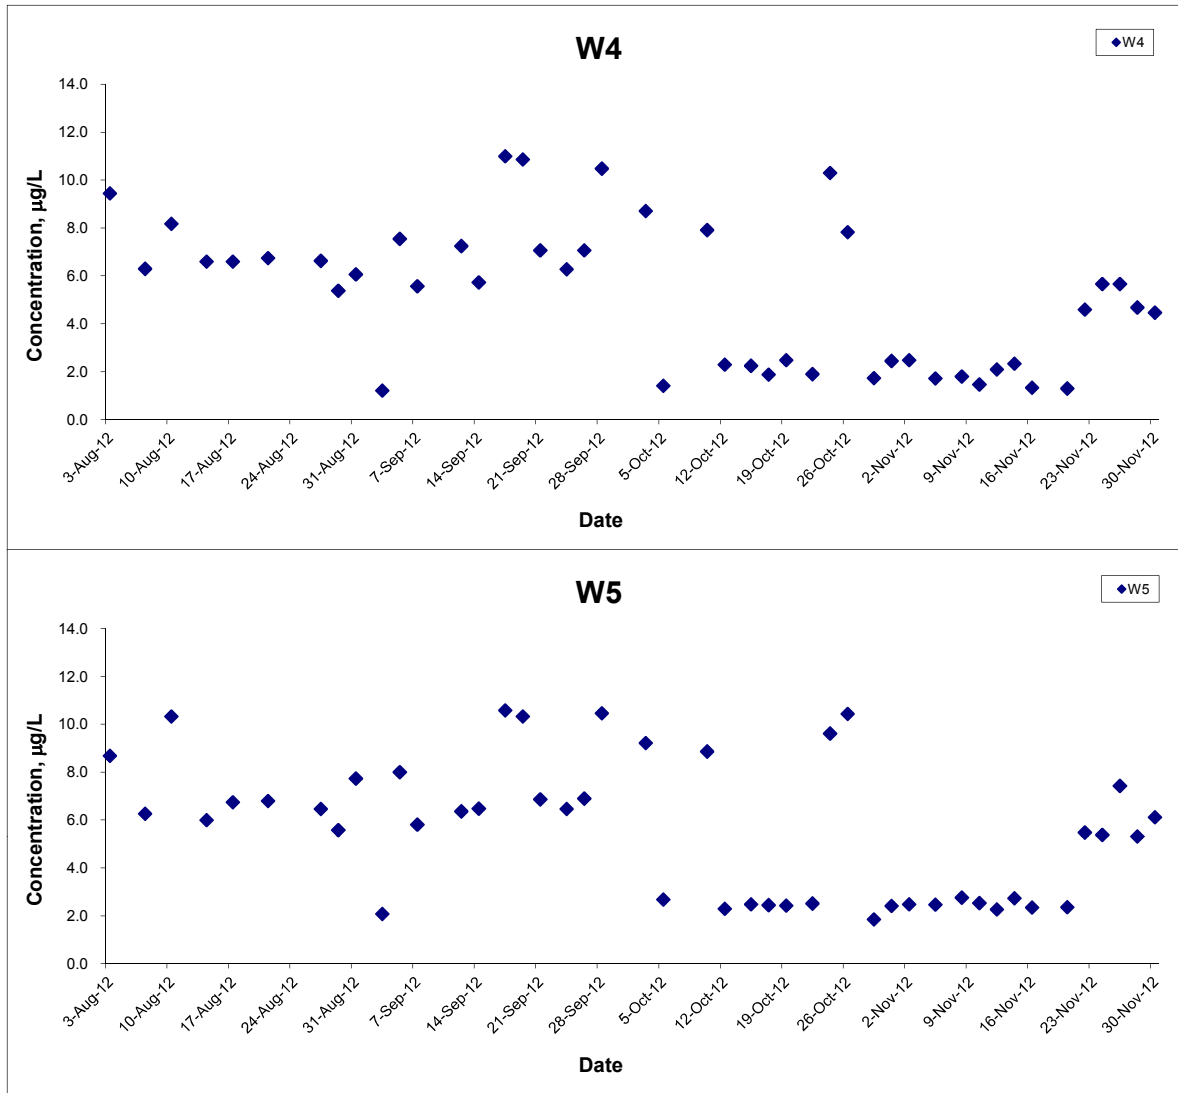 W4
W4
14.0
12.0
10.0
8.0
6.0
4.0
2.0
0.0
Concentration, µg/L
3-Aug-12 10-Aug-12 17-Aug-12 24-Aug-12 31-Aug-12 7-Sep-12 14-Sep-12 21-Sep-12 28-Sep-12 5-Oct-12 12-Oct-12 19-Oct-12 26-Oct-12 2-Nov-12 9-Nov-12 16-Nov-12 23-Nov-12 30-Nov-12
Date
W5
W5
14.0
12.0
10.0
8.0
6.0
4.0
2.0
0.0
Concentration, µg/L
3-Aug-12 10-Aug-12 17-Aug-12 24-Aug-12 31-Aug-12 7-Sep-12 14-Sep-12 21-Sep-12 28-Sep-12 5-Oct-12 12-Oct-12 19-Oct-12 26-Oct-12 2-Nov-12 9-Nov-12 16-Nov-12 23-Nov-12 30-Nov-12
Date